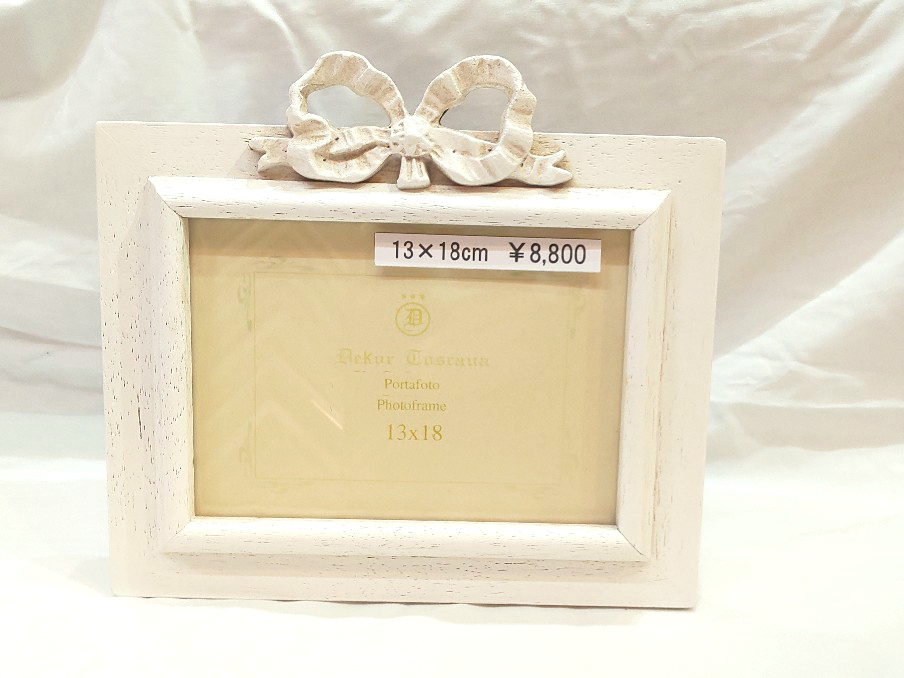 13×18cm ￥8,800
D
Dekor Toscana
Portafoto
Photoframe
13x18